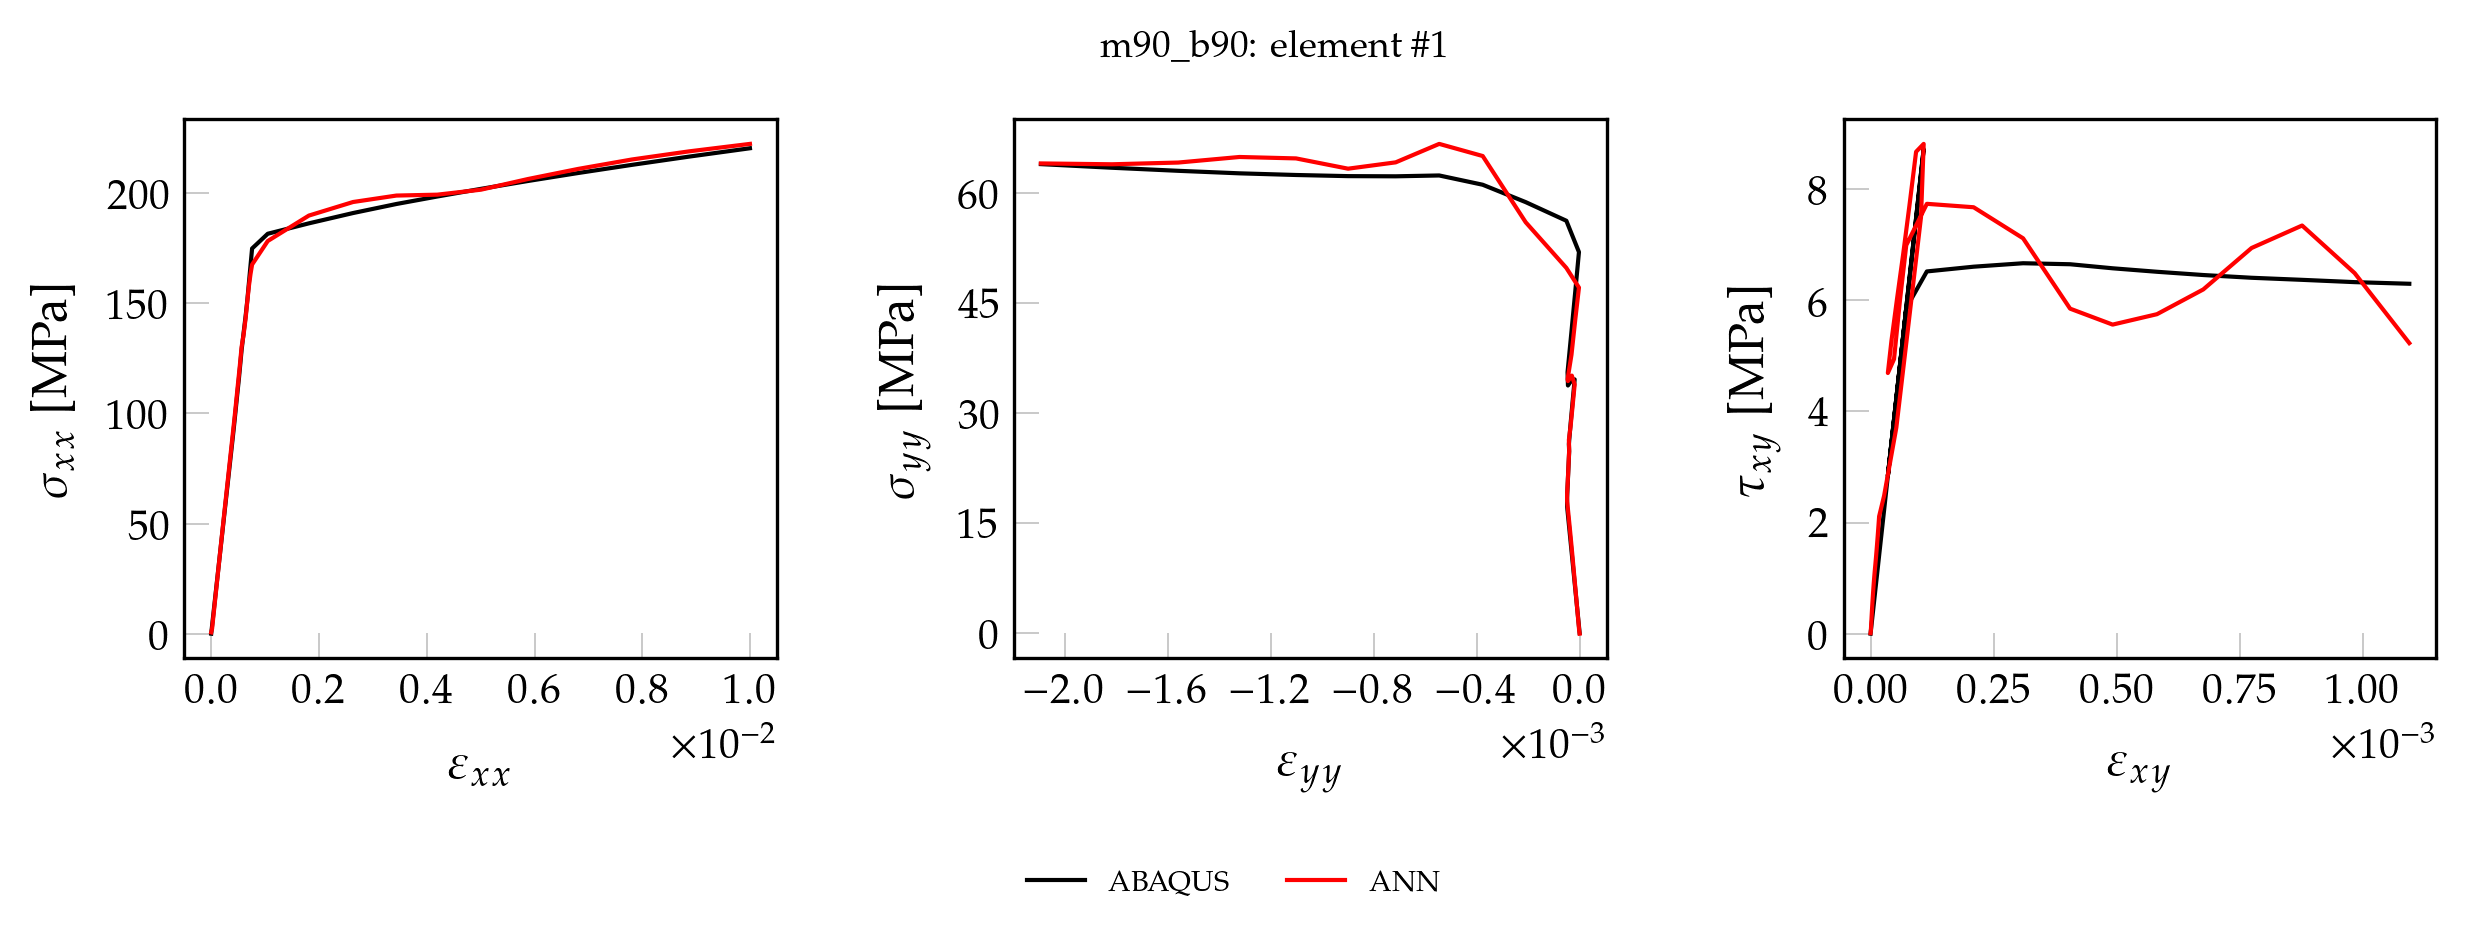 m90_b90: element #1
σxx [MPa]
200
150
100
50
0
0.0 0.2 0.4 0.6 0.8 1.0
×10−2
εxx
σyy [MPa]
60
45
30
15
0
−2.0 −1.6 −1.2 −0.8 −0.4 0.0
×10−3
εyy
τxy [MPa]
8
6
4
2
0
0.00 0.25 0.50 0.75 1.00
×10−3
εxy
ABAQUS ANN